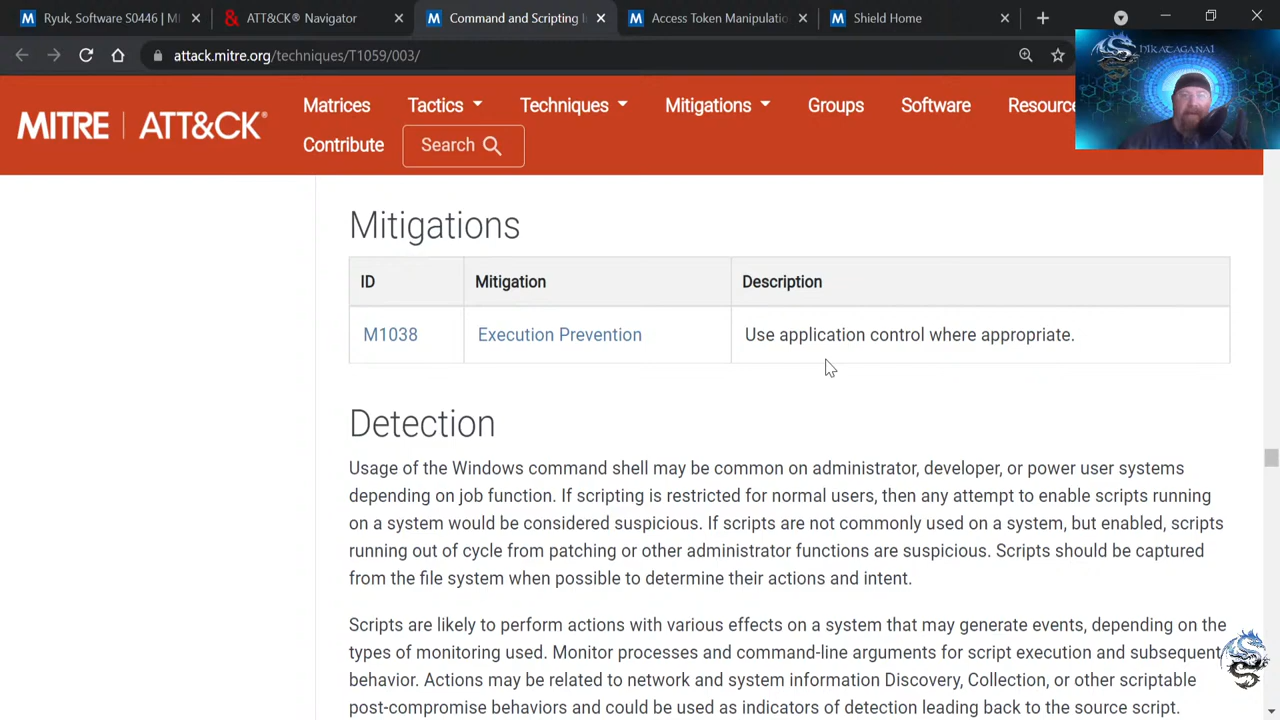 Ryuk, Software S0446 | M
ATT&CK® Navigator
Command and Scripting I
Access Token Manipulatio
Shield Home
attack.mitre.org/techniques/T1059/003/
SHIKATAGANAI
MITRE | ATT&CK®
Matrices
Tactics
Techniques
Mitigations
Groups
Software
Resource
Contribute
Search
Mitigations
ID
Mitigation
Description
M1038
Execution Prevention
Use application control where appropriate.
Detection
Usage of the Windows command shell may be common on administrator, developer, or power user systems
depending on job function. If scripting is restricted for normal users, then any attempt to enable scripts running
on a system would be considered suspicious. If scripts are not commonly used on a system, but enabled, scripts
running out of cycle from patching or other administrator functions are suspicious. Scripts should be captured
from the file system when possible to determine their actions and intent.
Scripts are likely to perform actions with various effects on a system that may generate events, depending on the
types of monitoring used. Monitor processes and command-line arguments for script execution and subsequent
behavior. Actions may be related to network and system information Discovery, Collection, or other scriptable
post-compromise behaviors and could be used as indicators of detection leading back to the source script.